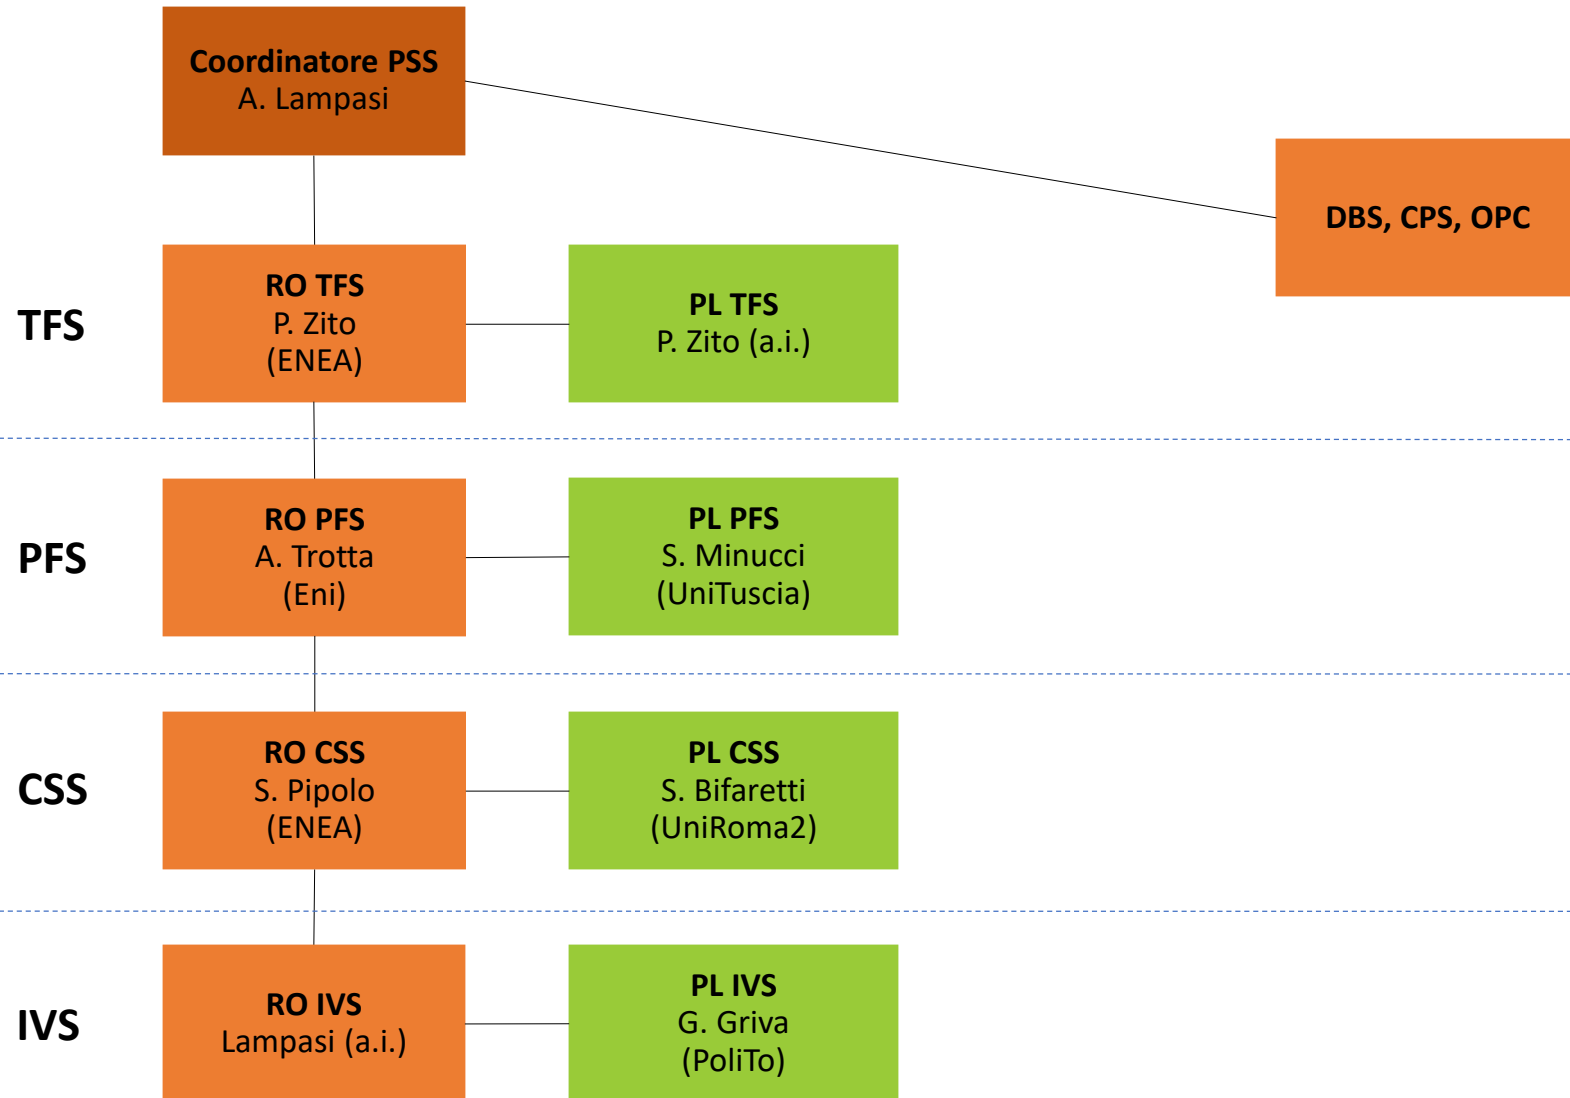 Coordinatore PSS
A. Lampasi
DBS, CPS, OPC
TFS
RO TFS
P. Zito
(ENEA)
PL TFS
P. Zito (a.i.)
PFS
RO PFS
A. Trotta
(Eni)
PL PFS
S. Minucci
(UniTuscia)
CSS
RO CSS
S. Pipolo
(ENEA)
PL CSS
S. Bifaretti
(UniRoma2)
IVS
RO IVS
Lampasi (a.i.)
PL IVS
G. Griva
(PoliTo)